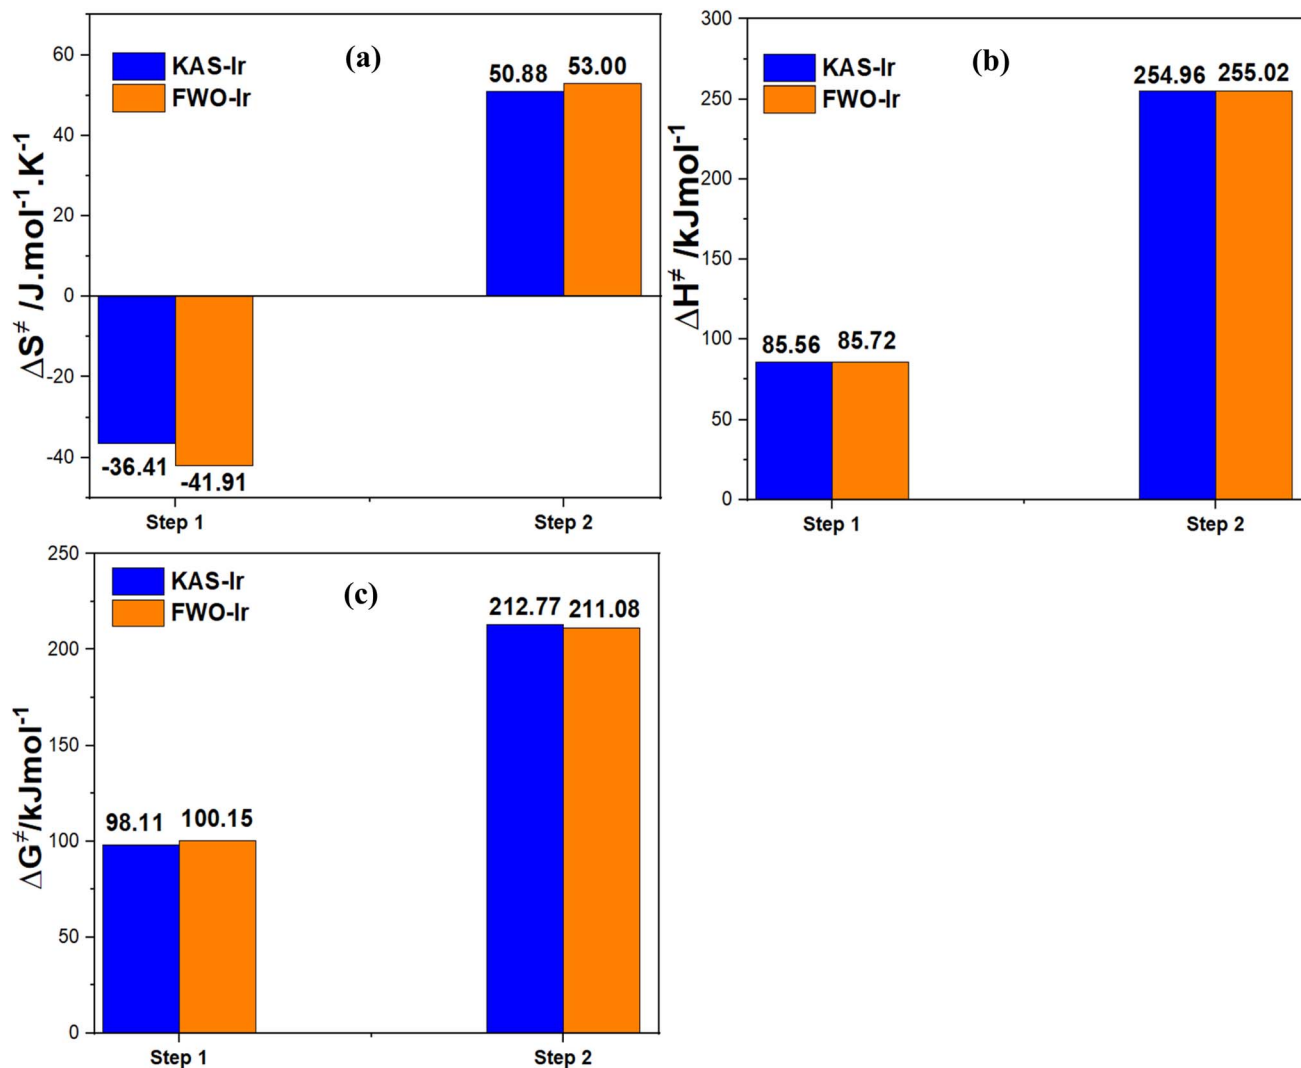 (a)
KAS-Ir
FWO-Ir
ΔS≠ /J.mol-1.K-1
60
40
20
0
-20
-40
50.88 53.00
-36.41
-41.91
Step 1 Step 2
(b)
KAS-Ir
FWO-Ir
ΔH≠ /kJmol-1
300
250
200
150
100
50
0
254.96 255.02
85.56 85.72
Step 1 Step 2
(c)
KAS-Ir
FWO-Ir
ΔG≠/kJmol-1
250
200
150
100
50
0
212.77 211.08
98.11 100.15
Step 1 Step 2